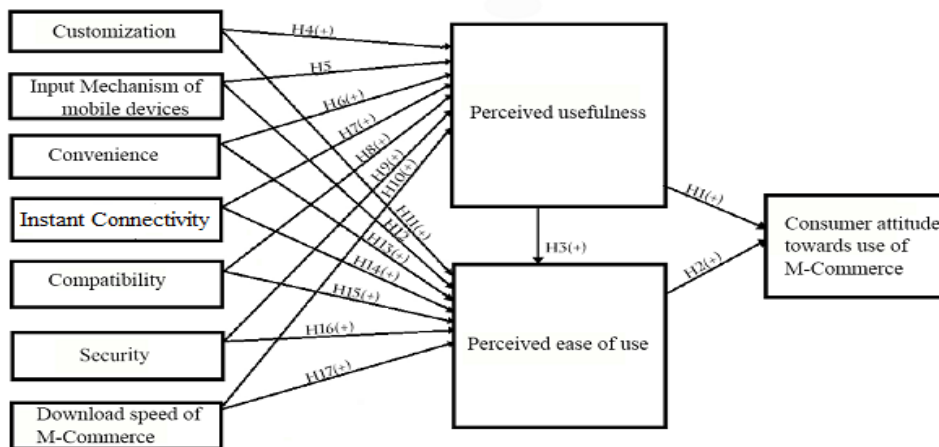 Customization
Input Mechanism of
mobile devices
Convenience
Instant Connectivity
Compatibility
Security
Download speed of
M-Commerce
H4(+)
H5
H6(+)
H7(+)
H8(+)
H9(+)
H10(+)
H11(+)
H12
H13(+)
H14(+)
H15(+)
H16(+)
H17(+)
Perceived usefulness
H3(+)
Perceived ease of use
H1(+)
H2(+)
Consumer attitude
towards use of
M-Commerce